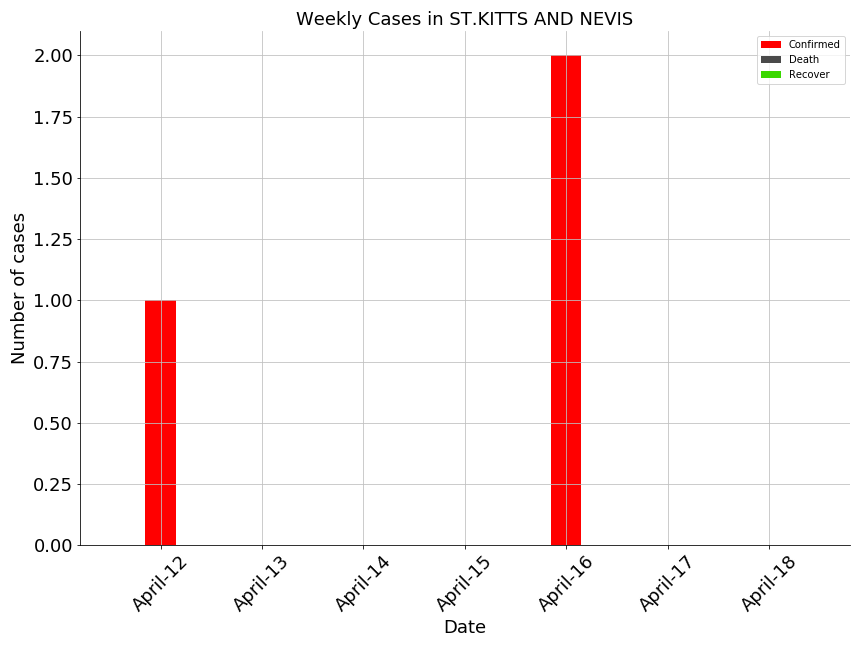 Weekly Cases in ST.KITTS AND NEVIS
Confirmed
Death
Recover
2.00
1.75
1.50
1.25
1.00
0.75
0.50
0.25
0.00
Number of cases
April-12
April-13
April-14
April-15
April-16
April-17
April-18
Date